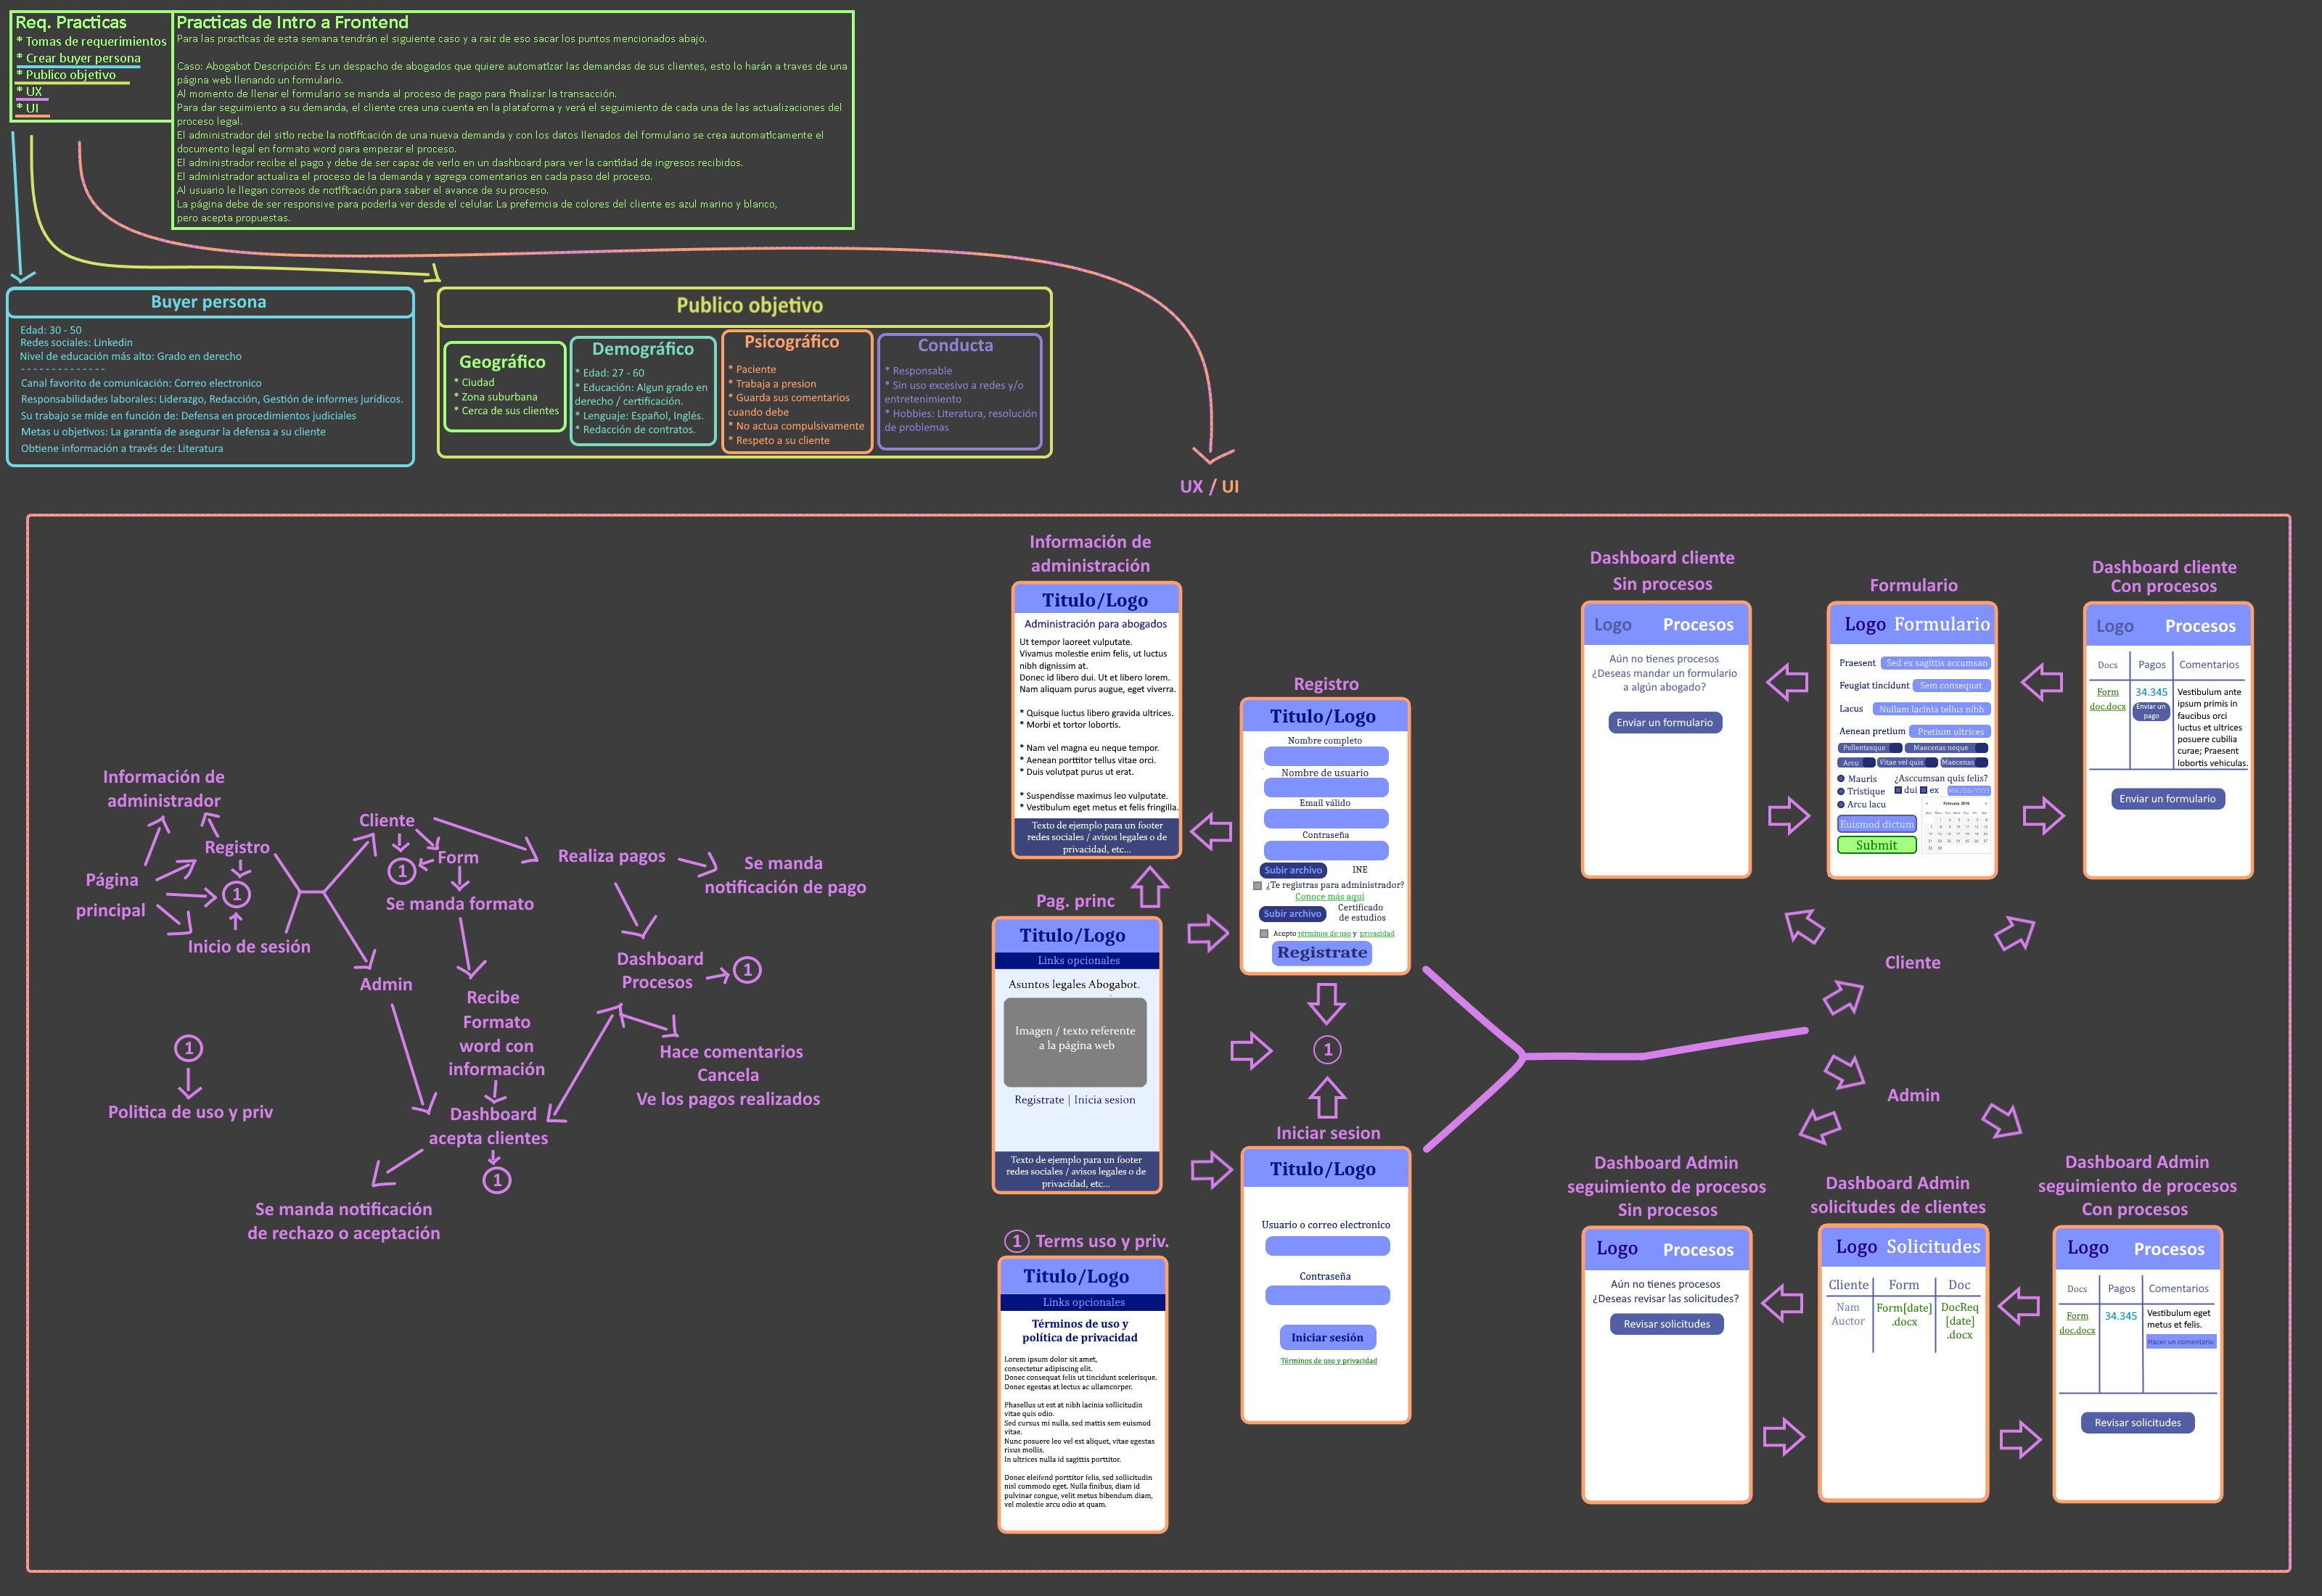 Req. Practicas
* Tomas de requerimientos
* Crear buyer persona
* Publico objetivo
* UX
* UI
Practicas de Intro a Frontend
Para las practicas de esta semana tendrán el siguiente caso y a raiz de eso sacar los puntos mencionados abajo.
Caso: Abogabot Descripción: Es un despacho de abogados que quiere automatizar las demandas de sus clientes, esto lo harán a traves de una
página web llenando un formulario.
Al momento de llenar el formulario se manda al proceso de pago para finalizar la transacción.
Para dar seguimiento a su demanda, el cliente crea una cuenta en la plataforma y verá el seguimiento de cada una de las actualizaciones del
proceso legal.
El administrador del sitio recbe la notificación de una nueva demanda y con los datos llenados del formulario se crea automaticamente el
documento legal en formato word para empezar el proceso.
El administrador recibe el pago y debe de ser capaz de verlo en un dashboard para ver la cantidad de ingresos recibidos.
El administrador actualiza el proceso de la demanda y agrega comentarios en cada paso del proceso.
Al usuario le llegan correos de notificación para saber el avance de su proceso.
La página debe de ser responsive para poderla ver desde el celular. La preferncia de colores del cliente es azul marino y blanco,
pero acepta propuestas.
Buyer persona
Edad: 30 - 50
Redes sociales: Linkedin
Nivel de educación más alto: Grado en derecho
- - - - - - - - - - - - - -
Canal favorito de comunicación: Correo electronico
Responsabilidades laborales: Liderazgo, Redacción, Gestión de informes jurídicos.
Su trabajo se mide en función de: Defensa en procedimientos judiciales
Metas u objetivos: La garantía de asegurar la defensa a su cliente
Obtiene información a través de: Literatura
Publico objetivo
Geográfico
* Ciudad
* Zona suburbana
* Cerca de sus clientes
Demográfico
* Edad: 27 - 60
* Educación: Algun grado en
derecho / certificación.
* Lenguaje: Español, Inglés.
* Redacción de contratos.
Psicográfico
* Paciente
* Trabaja a presion
* Guarda sus comentarios
cuando debe
* No actua compulsivamente
* Respeto a su cliente
Conducta
* Responsable
* Sin uso excesivo a redes y/o
entretenimiento
* Hobbies: Literatura, resolución
de problemas
UX / UI
Información de
administrador
Registro
Página
principal
1
Inicio de sesión
Cliente
1
Form
Se manda formato
Realiza pagos
Se manda
notificación de pago
Admin
Recibe
Formato
word con
información
Dashboard
Procesos
1
Hace comentarios
Cancela
Ve los pagos realizados
1
Politica de uso y priv
Dashboard
acepta clientes
1
Se manda notificación
de rechazo o aceptación
Información de
administración
Titulo/Logo
Administración para abogados
Ut tempor laoreet vulputate.
Vivamus molestie enim felis, ut luctus
nibh dignissim at.
Donec id libero dui. Ut et libero lorem.
Nam aliquam purus augue, eget viverra.
* Quisque luctus libero gravida ultrices.
* Morbi et tortor lobortis.
* Nam vel magna eu neque tempor.
* Aenean porttitor tellus vitae orci.
* Duis volutpat purus ut erat.
* Suspendisse maximus leo vulputate.
* Vestibulum eget metus et felis fringilla.
Texto de ejemplo para un footer
redes sociales / avisos legales o de
privacidad, etc...
Pag. princ
Titulo/Logo
Links opcionales
Asuntos legales Abogabot.
Imagen / texto referente
a la página web
Registrate | Inicia sesion
Texto de ejemplo para un footer
redes sociales / avisos legales o de
privacidad, etc...
1 Terms uso y priv.
Titulo/Logo
Links opcionales
Términos de uso y
política de privacidad
Lorem ipsum dolor sit amet,
consectetur adipiscing elit.
Donec consequat felis ut tincidunt scelerisque.
Donec egestas at lectus ac ullamcorper.
Phasellus ut est at nibh lacinia sollicitudin
vitae quis odio.
Sed cursus mi nulla, sed mattis sem euismod
vitae.
Nunc posuere leo vel est aliquet, vitae egestas
risus mollis.
In ultrices nulla id sagittis porttitor.
Donec eleifend porttitor felis, sed sollicitudin
nisl commodo eget. Nulla finibus, diam id
pulvinar congue, velit metus bibendum diam,
vel molestie arcu odio at quam.
Registro
Titulo/Logo
Nombre completo
Nombre de usuario
Email válido
Contraseña
Subir archivo INE
¿Te registras para administrador?
Conoce más aquí
Subir archivo Certificado
de estudios
Acepto términos de uso y privacidad
Registrate
1
Iniciar sesion
Titulo/Logo
Usuario o correo electronico
Contraseña
Iniciar sesión
Términos de uso y privacidad
Dashboard cliente
Sin procesos
Logo Procesos
Aún no tienes procesos
¿Deseas mandar un formulario
a algún abogado?
Enviar un formulario
Formulario
Logo Formulario
Praesent Sed ex sagittis accumsan
Feugiat tincidunt Sem consequat
Lacus Nullam lacinia tellus nibh
Aenean pretium Pretium ultrices
Pellentesque Maecenas neque
Arcu Vitae vel quis Maecenas
Mauris ¿Asccumsan quis felis?
Tristique dui ex MM/DD/YYYY
Arcu lacu
February 2016
Euismod dictum
Submit
Dashboard cliente
Con procesos
Logo Procesos
Docs Pagos Comentarios
Form
doc.docx
34.345
Enviar un
pago
Vestibulum ante
ipsum primis in
faucibus orci
luctus et ultrices
posuere cubilia
curae; Praesent
lobortis vehiculas.
Enviar un formulario
Cliente
Admin
Dashboard Admin
seguimiento de procesos
Sin procesos
Logo Procesos
Aún no tienes procesos
¿Deseas revisar las solicitudes?
Revisar solicitudes
Dashboard Admin
solicitudes de clientes
Logo Solicitudes
Cliente Form Doc
Nam
Auctor
Form[date]
.docx
DocReq
[date]
.docx
Dashboard Admin
seguimiento de procesos
Con procesos
Logo Procesos
Docs Pagos Comentarios
Form
doc.docx
34.345
Vestibulum eget
metus et felis.
Hacer un comentario
Revisar solicitudes